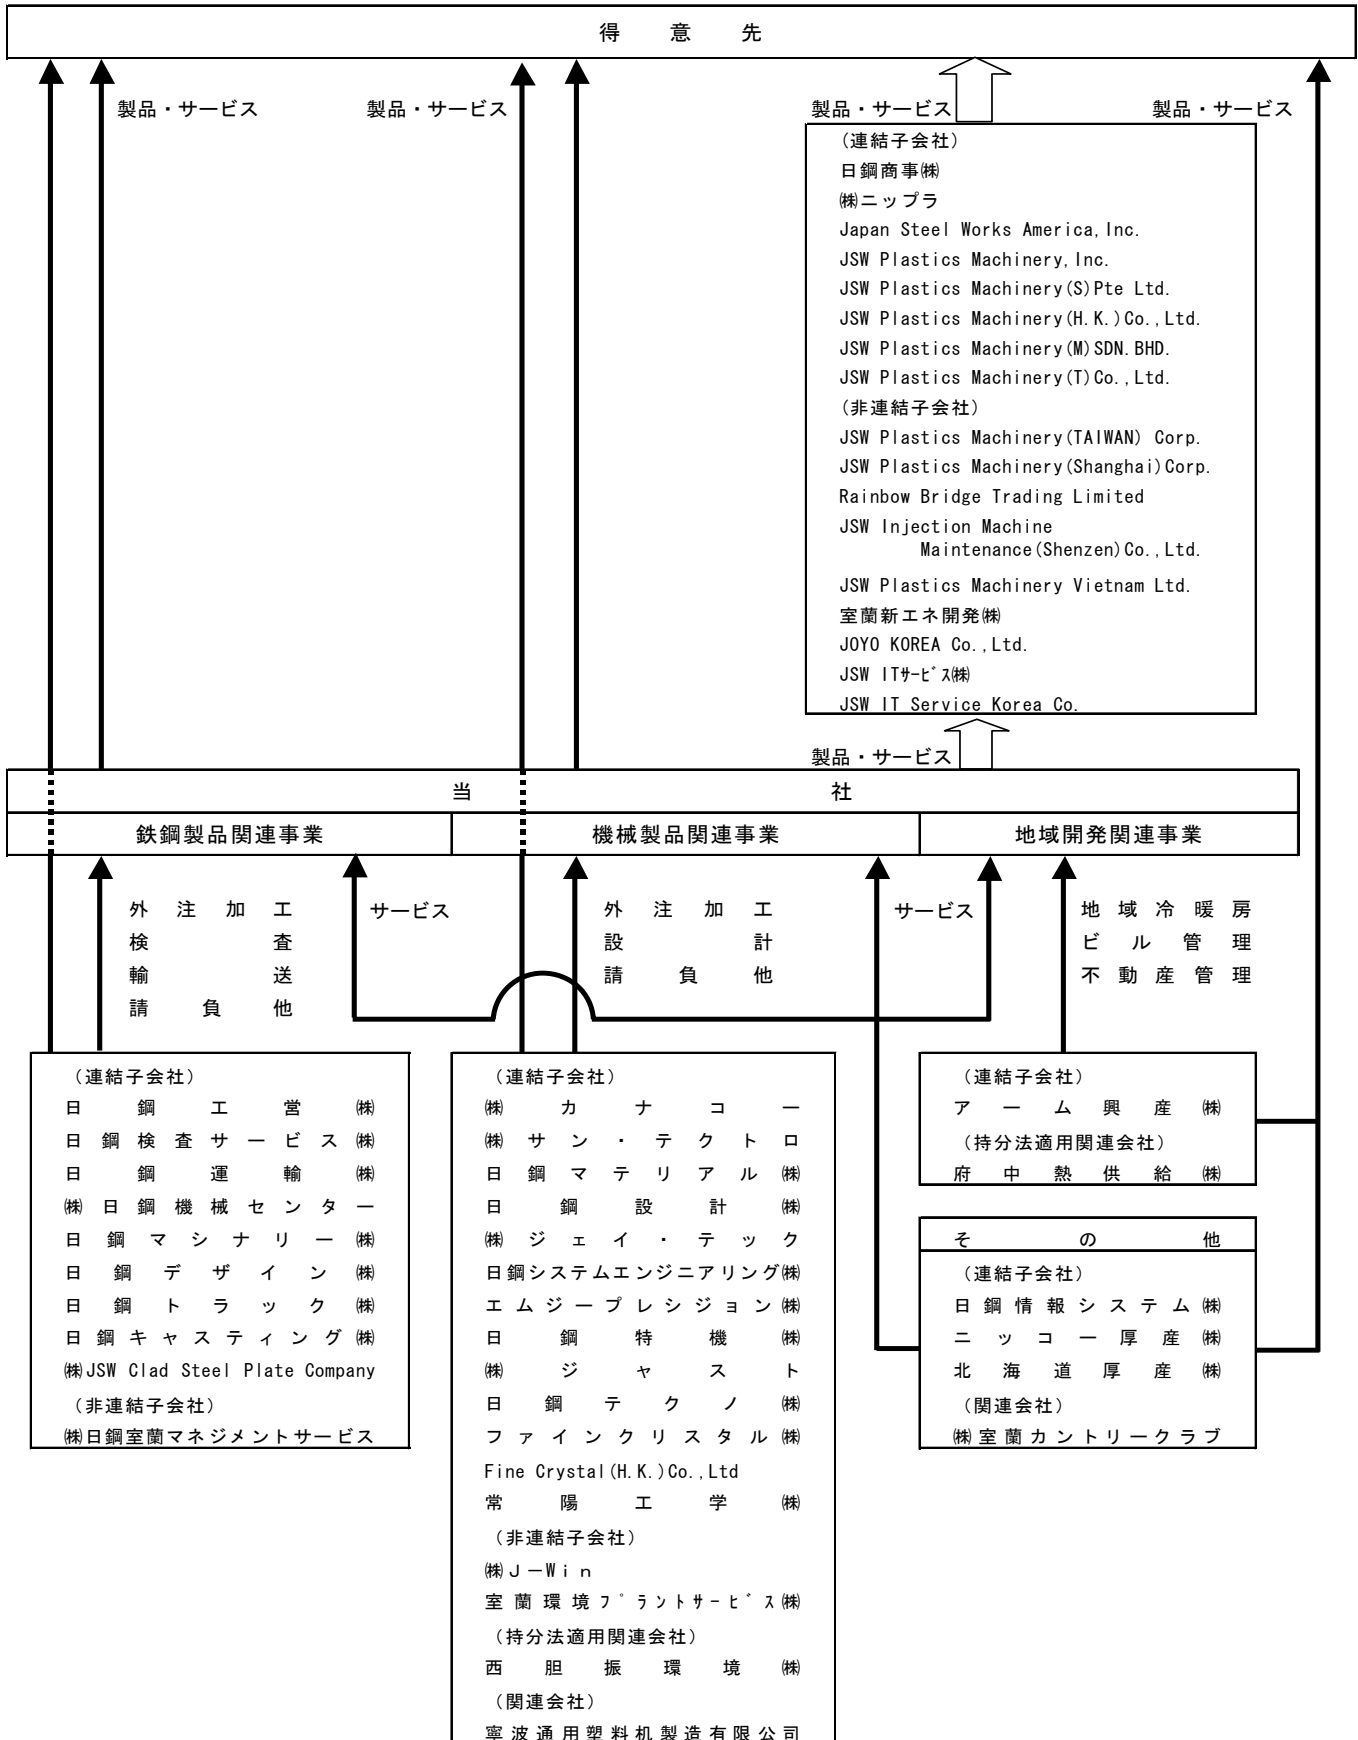 得意先
製品・サービス
製品・サービス
製品・サービス
製品・サービス
(連結子会社)
日鋼商事㈱
㈱ニップラ
Japan Steel Works America,Inc.
JSW Plastics Machinery,Inc.
JSW Plastics Machinery(S)Pte Ltd.
JSW Plastics Machinery(H.K.)Co.,Ltd.
JSW Plastics Machinery(M)SDN.BHD.
JSW Plastics Machinery(T)Co.,Ltd.
(非連結子会社)
JSW Plastics Machinery(TAIWAN) Corp.
JSW Plastics Machinery(Shanghai)Corp.
Rainbow Bridge Trading Limited
JSW Injection Machine
Maintenance(Shenzen)Co.,Ltd.
JSW Plastics Machinery Vietnam Ltd.
室蘭新エネ開発㈱
JOYO KOREA Co.,Ltd.
JSW ITｻｰﾋﾞｽ㈱
JSW IT Service Korea Co.
製品・サービス
当社
鉄鋼製品関連事業
機械製品関連事業
地域開発関連事業
外注加工
検査
輸送
請負他
サービス
外注加工
設計
請負他
サービス
地域冷暖房
ビル管理
不動産管理
(連結子会社)
日鋼工営㈱
日鋼検査サービス㈱
日鋼運輸㈱
㈱日鋼機械センター
日鋼マシナリー㈱
日鋼デザイン㈱
日鋼トラック㈱
日鋼キャスティング㈱
㈱JSW Clad Steel Plate Company
(非連結子会社)
㈱日鋼室蘭マネジメントサービス
(連結子会社)
㈱カナコー
㈱サン・テクトロ
日鋼マテリアル㈱
日鋼設計㈱
㈱ジェイ・テック
日鋼システムエンジニアリング㈱
エムジープレシジョン㈱
日鋼特機㈱
㈱ジャスト
日鋼テクノ㈱
ファインクリスタル㈱
Fine Crystal(H.K.)Co.,Ltd
常陽工学㈱
(非連結子会社)
㈱J－Win
室蘭環境ﾌﾟﾗﾝﾄｻｰﾋﾞｽ㈱
(持分法適用関連会社)
西胆振環境㈱
(関連会社)
寧波通用塑料机製造有限公司
(連結子会社)
アーム興産㈱
(持分法適用関連会社)
府中熱供給㈱
その他
(連結子会社)
日鋼情報システム㈱
ニッコー厚産㈱
北海道厚産㈱
(関連会社)
㈱室蘭カントリークラブ